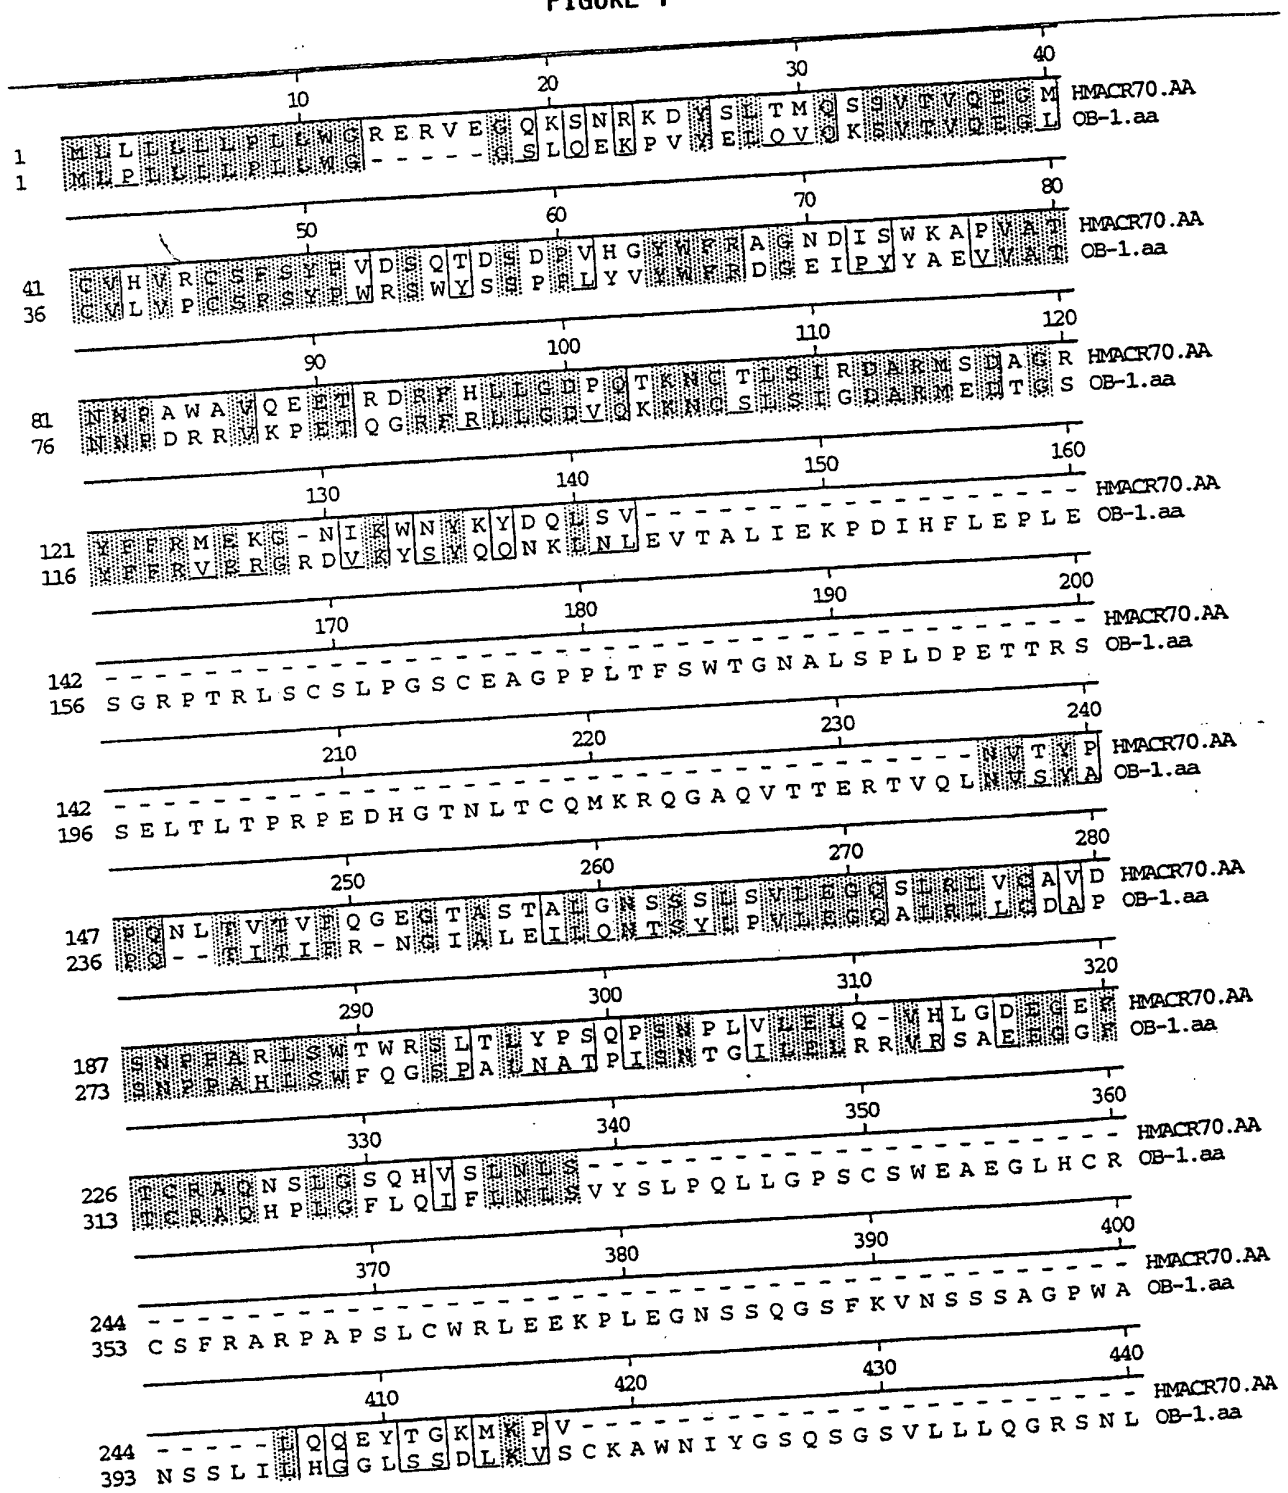 FIGURE 1
10 20 30 40
1 M L L L L L L P L L W G R E R V E G Q K S N R K D Y S L T M Q S S V T V Q E G M HMACR70.AA
1 M L P L L L L P L L W G - - - - - G S L Q E K P V Y E L Q V Q K S V T V Q E G L OB-1.aa
50 60 70 80
41 G V H V R C S F S Y P V D S Q T D S D P V H G Y W F R A G N D I S W K A P V A T HMACR70.AA
36 C V L V P C S F S Y P W R S W Y S S P P L Y V Y W F R D G E I P Y Y A E V V A T OB-1.aa
90 100 110 120
81 N N P A W A V Q E E T R D R F H L L G D P Q T K N C T L S I R D A R M S D A G R HMACR70.AA
76 N N P D R R V K P E T Q G R F R L L G D V Q K K N C S L S I G D A R M E D T G S OB-1.aa
130 140 150 160
121 Y F F R M E K G - N I K W N Y K Y D Q L S V - - - - - - - - - - - - - - - - - - HMACR70.AA
116 Y F F R V E R G R D V K Y S Y Q Q N K L N L E V T A L I E K P D I H F L E P L E OB-1.aa
170 180 190 200
142 - - - - - - - - - - - - - - - - - - - - - - - - - - - - - - - - - - - - - - - - HMACR70.AA
156 S G R P T R L S C S L P G S C E A G P P L T F S W T G N A L S P L D P E T T R S OB-1.aa
210 220 230 240
142 - - - - - - - - - - - - - - - - - - - - - - - - - - - - - - - - - - - N V T Y P HMACR70.AA
196 S E L T L T P R P E D H G T N L T C Q M K R Q G A Q V T T E R T V Q L N V S Y A OB-1.aa
250 260 270 280
147 P Q N L T V T V F Q G E G T A S T A L G N S S S L S V L E G Q S L R L V C A V D HMACR70.AA
236 P Q - - T I T I F R - N G I A L E I L Q N T S Y L P V L E G Q A L R L L C D A P OB-1.aa
290 300 310 320
187 S N P P A R L S W T W R S L T L Y P S Q P S N P L V L E L Q - V H L G D E G E F HMACR70.AA
273 S N P P A H L S W F Q G S P A L N A T P I S N T G I L E L R R V R S A E E G G F OB-1.aa
330 340 350 360
226 T C R A Q N S L G S Q H V S L N L S - - - - - - - - - - - - - - - - - - - - - - HMACR70.AA
313 T C R A Q H P L G F L Q I F L N L S V Y S L P Q L L G P S C S W E A E G L H C R OB-1.aa
370 380 390 400
244 - - - - - - - - - - - - - - - - - - - - - - - - - - - - - - - - - - - - - - - - HMACR70.AA
353 C S F R A R P A P S L C W R L E E K P L E G N S S Q G S F K V N S S S A G P W A OB-1.aa
410 420 430 440
244 - - - - - L Q Q E Y T G K M K P V - - - - - - - - - - - - - - - - - - - - - - - HMACR70.AA
393 N S S L I L H G G L S S D L K V S C K A W N I Y G S Q S G S V L L L Q G R S N L OB-1.aa